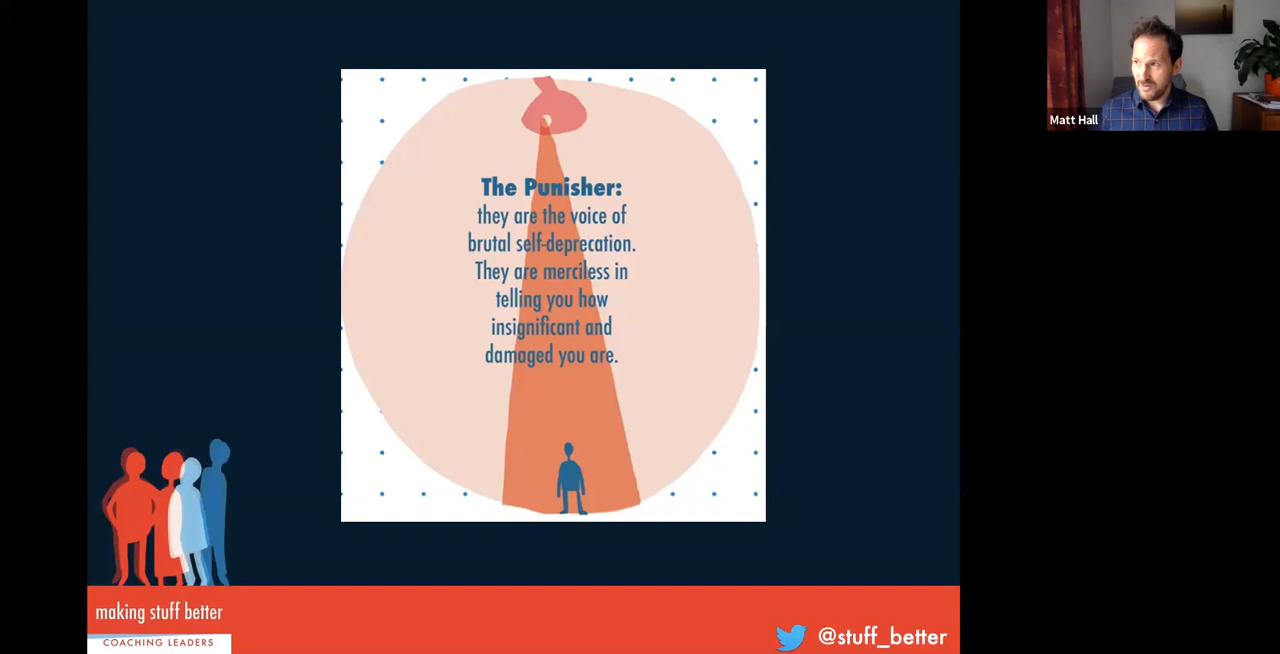 The Punisher:
they are the voice of
brutal self-deprecation.
They are merciless in
telling you how
insignificant and
damaged you are.
Matt Hall
making stuff better
COACHING LEADERS
@stuff_better